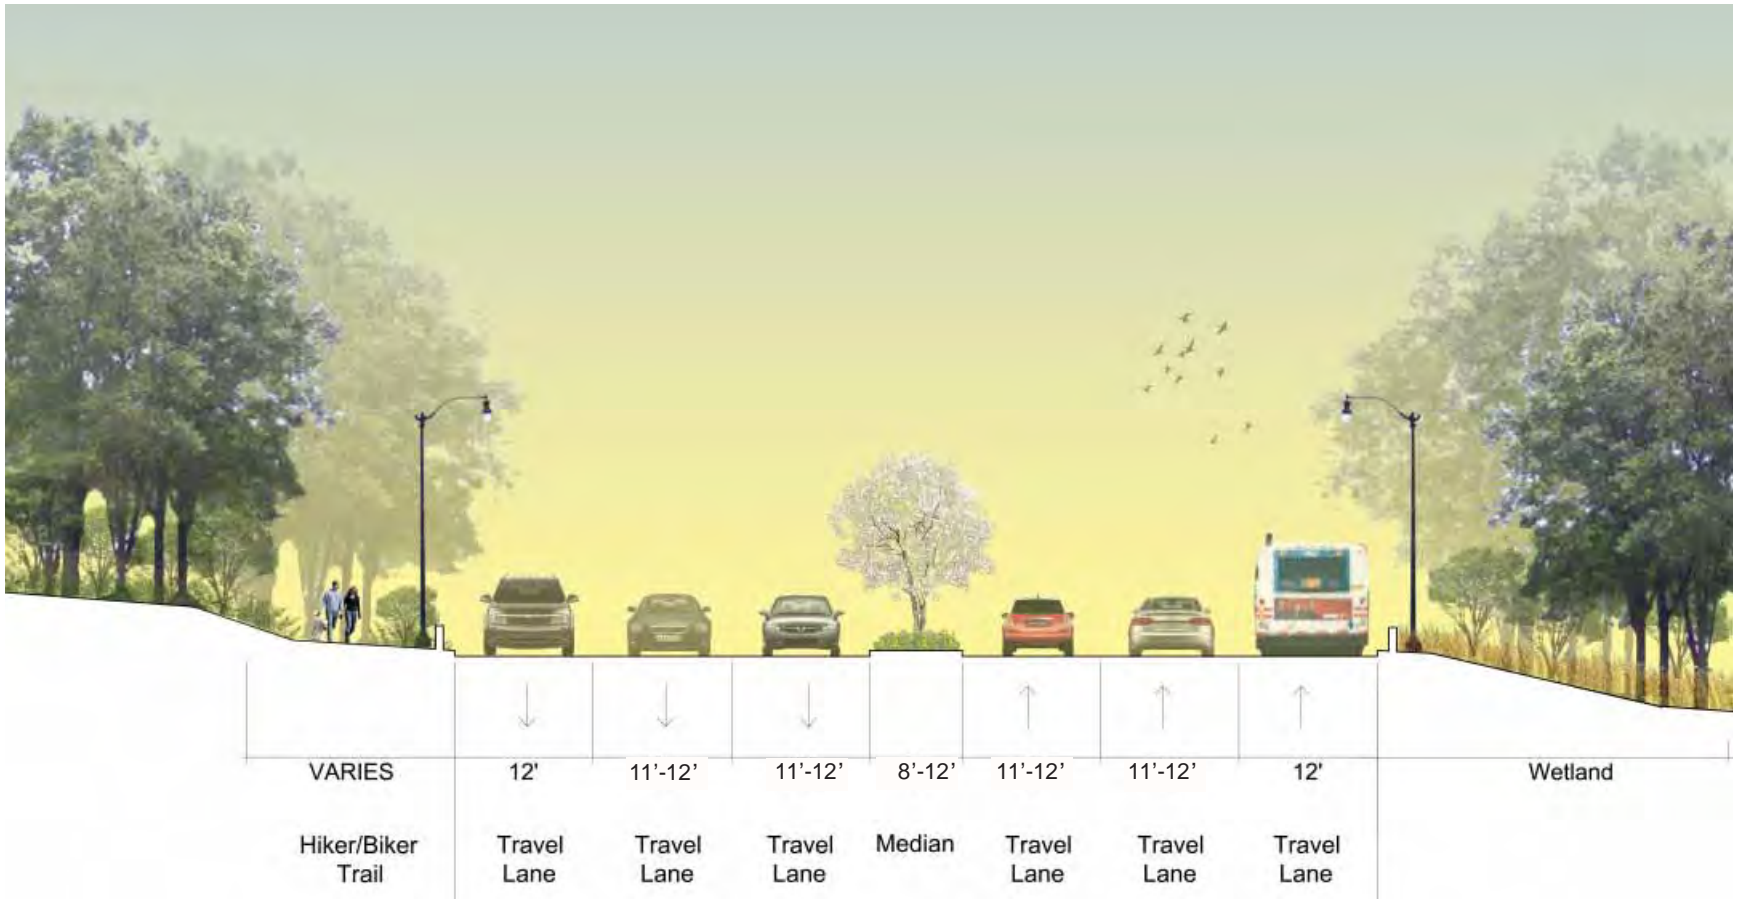 VARIES 12' 11'-12' 11'-12' 8'-12' 11'-12' 11'-12' 12' Wetland
Hiker/Biker Travel Travel Travel Median Travel Travel Travel
Trail Lane Lane Lane Lane Lane Lane